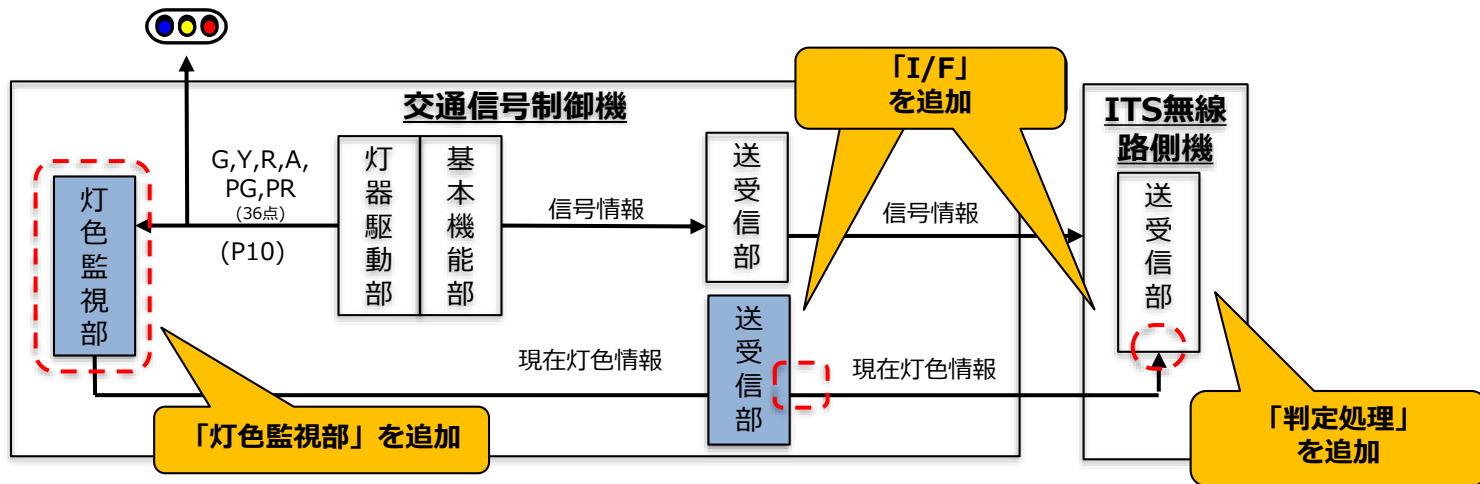 「I/F」
を追加
交通信号制御機
ITS無線
路側機
G,Y,R,A,
PG,PR
(36点)
(P10)
灯色監視部
灯器駆動部
基本機能部
信号情報
送受信部
信号情報
送受信部
現在灯色情報
送受信部
現在灯色情報
「灯色監視部」を追加
「判定処理」
を追加